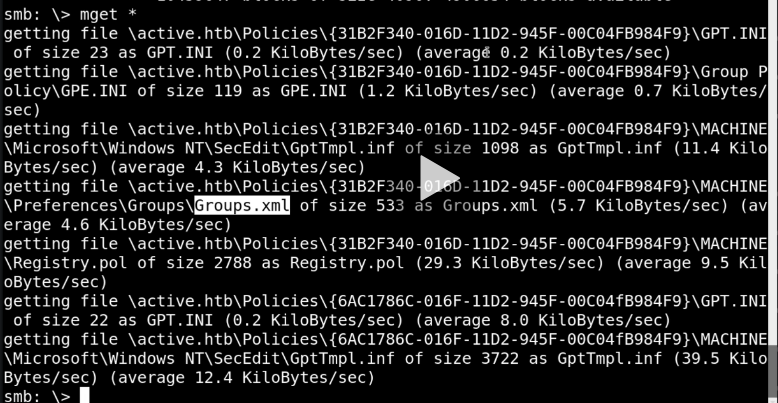 smb: \> mget *
getting file \active.htb\Policies\{31B2F340-016D-11D2-945F-00C04FB984F9}\GPT.INI
 of size 23 as GPT.INI (0.2 KiloBytes/sec) (average 0.2 KiloBytes/sec)
getting file \active.htb\Policies\{31B2F340-016D-11D2-945F-00C04FB984F9}\Group P
olicy\GPE.INI of size 119 as GPE.INI (1.2 KiloBytes/sec) (average 0.7 KiloBytes/
sec)
getting file \active.htb\Policies\{31B2F340-016D-11D2-945F-00C04FB984F9}\MACHINE
\Microsoft\Windows NT\SecEdit\GptTmpl.inf of size 1098 as GptTmpl.inf (11.4 Kilo
Bytes/sec) (average 4.3 KiloBytes/sec)
getting file \active.htb\Policies\{31B2F340-016D-11D2-945F-00C04FB984F9}\MACHINE
\Preferences\Groups\Groups.xml of size 533 as Groups.xml (5.7 KiloBytes/sec) (av
erage 4.6 KiloBytes/sec)
getting file \active.htb\Policies\{31B2F340-016D-11D2-945F-00C04FB984F9}\MACHINE
\Registry.pol of size 2788 as Registry.pol (29.3 KiloBytes/sec) (average 9.5 Kil
oBytes/sec)
getting file \active.htb\Policies\{6AC1786C-016F-11D2-945F-00C04fB984F9}\GPT.INI
 of size 22 as GPT.INI (0.2 KiloBytes/sec) (average 8.0 KiloBytes/sec)
getting file \active.htb\Policies\{6AC1786C-016F-11D2-945F-00C04fB984F9}\MACHINE
\Microsoft\Windows NT\SecEdit\GptTmpl.inf of size 3722 as GptTmpl.inf (39.5 Kilo
Bytes/sec) (average 12.4 KiloBytes/sec)
smb: \>